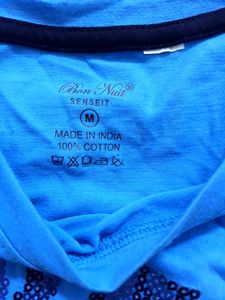 Bon Nuit®
SENSEIT
M
MADE IN INDIA
100% COTTON